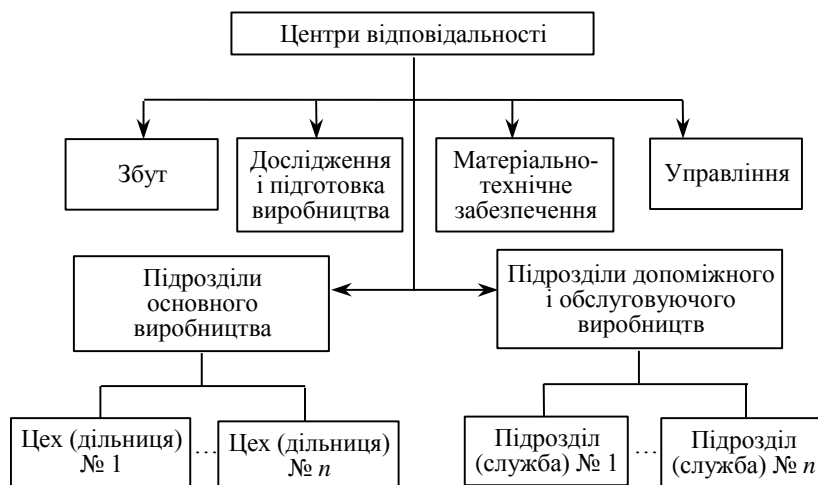 Центри відповідальності
Збут
Дослідження
і підготовка
виробництва
Матеріально-
технічне
забезпечення
Управління
Підрозділи
основного
виробництва
Підрозділи допоміжного
і обслуговуючого
виробництв
Цех (дільниця)
№ 1
...
Цех (дільниця)
№ n
Підрозділ
(служба) № 1
...
Підрозділ
(служба) № n